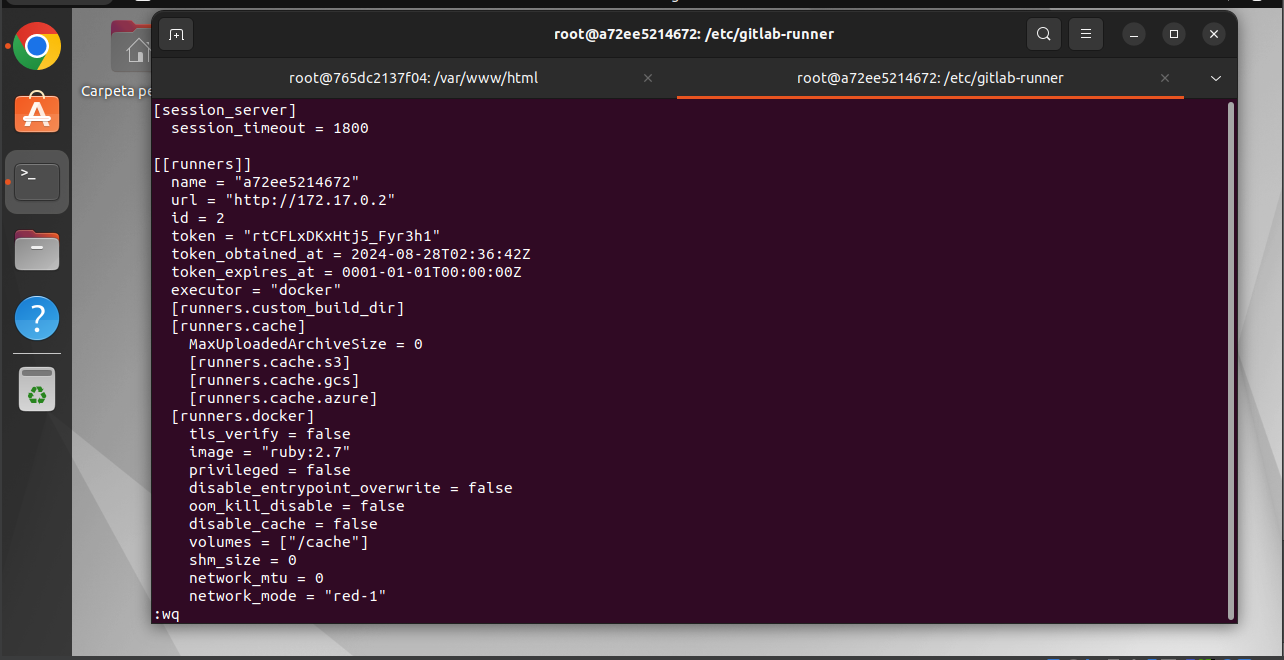 root@a72ee5214672: /etc/gitlab-runner
root@765dc2137f04: /var/www/html
root@a72ee5214672: /etc/gitlab-runner
Carpeta pe
[session_server]
  session_timeout = 1800
[[runners]]
  name = "a72ee5214672"
  url = "http://172.17.0.2"
  id = 2
  token = "rtCFLxDKxHtj5_Fyr3h1"
  token_obtained_at = 2024-08-28T02:36:42Z
  token_expires_at = 0001-01-01T00:00:00Z
  executor = "docker"
  [runners.custom_build_dir]
  [runners.cache]
    MaxUploadedArchiveSize = 0
    [runners.cache.s3]
    [runners.cache.gcs]
    [runners.cache.azure]
  [runners.docker]
    tls_verify = false
    image = "ruby:2.7"
    privileged = false
    disable_entrypoint_overwrite = false
    oom_kill_disable = false
    disable_cache = false
    volumes = ["/cache"]
    shm_size = 0
    network_mtu = 0
    network_mode = "red-1"
:wq